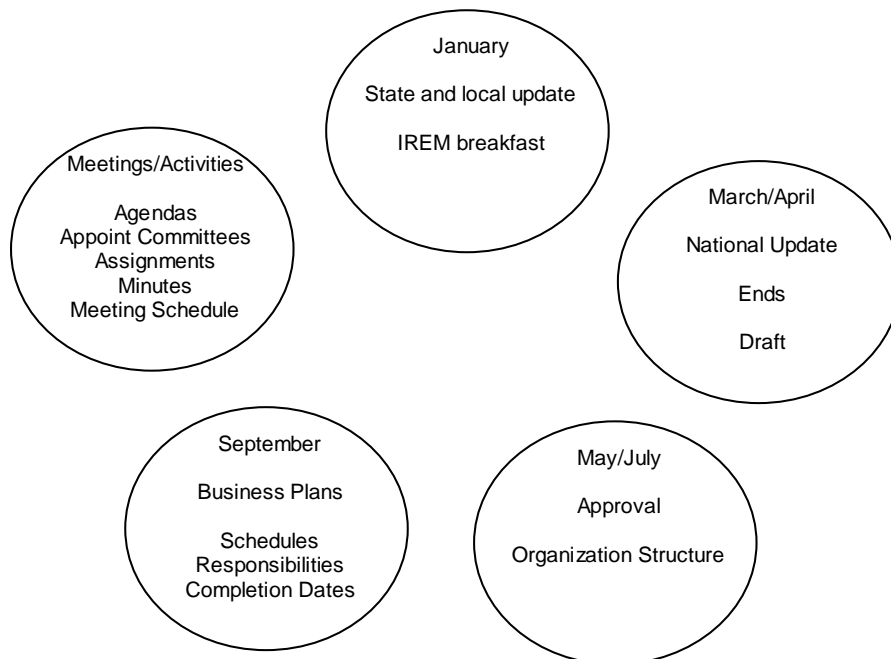 January
State and local update
IREM breakfast
March/April
National Update
Ends
Draft
May/July
Approval
Organization Structure
September
Business Plans
Schedules
Responsibilities
Completion Dates
Meetings/Activities
Agendas
Appoint Committees
Assignments
Minutes
Meeting Schedule